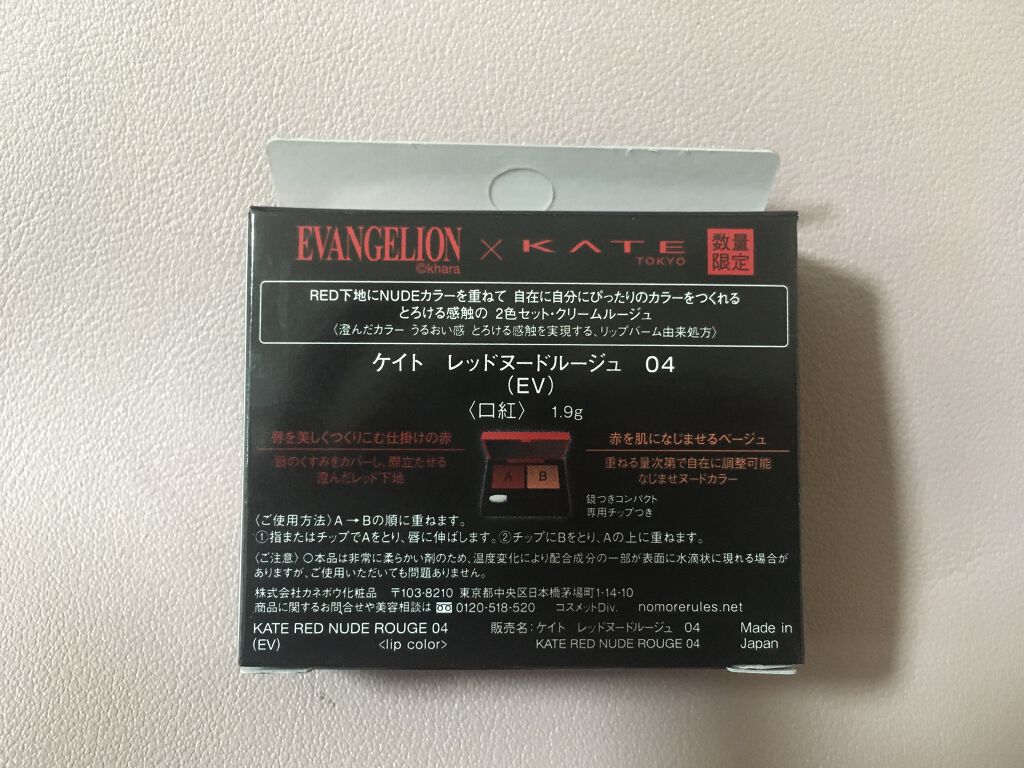 EVANGELION × KATE 数量
©khara TOKYO 限定
RED下地にNUDEカラーを重ねて 自在に自分にぴったりのカラーをつくれる
とろける感触の 2色セット・クリームルージュ
〈澄んだカラー うるおい感 とろける感触を実現する、リップバーム由来処方〉
ケイト レッドヌードルージュ 04
(EV)
〈口紅〉 1.9g
唇を美しくつくりこむ仕掛けの赤
唇のくすみをカバーし、際立たせる
澄んだレッド下地
A B
赤を肌になじませるベージュ
重ねる量次第で自在に調整可能
なじませヌードカラー
鏡つきコンパクト
専用チップつき
〈ご使用方法〉A→Bの順に重ねます。
①指またはチップでAをとり、唇に伸ばします。②チップにBをとり、Aの上に重ねます。
〈ご注意〉○本品は非常に柔らかい剤のため、温度変化により配合成分の一部が表面に水滴状に現れる場合が
ありますが、ご使用いただいても問題ありません。
株式会社カネボウ化粧品 〒103-8210 東京都中央区日本橋茅場町1-14-10
商品に関するお問合せや美容相談は 0120-518-520 コスメットDiv. nomorerules.net
KATE RED NUDE ROUGE 04 販売名:ケイト レッドヌードルージュ 04 Made in
(EV) <lip color> KATE RED NUDE ROUGE 04 Japan